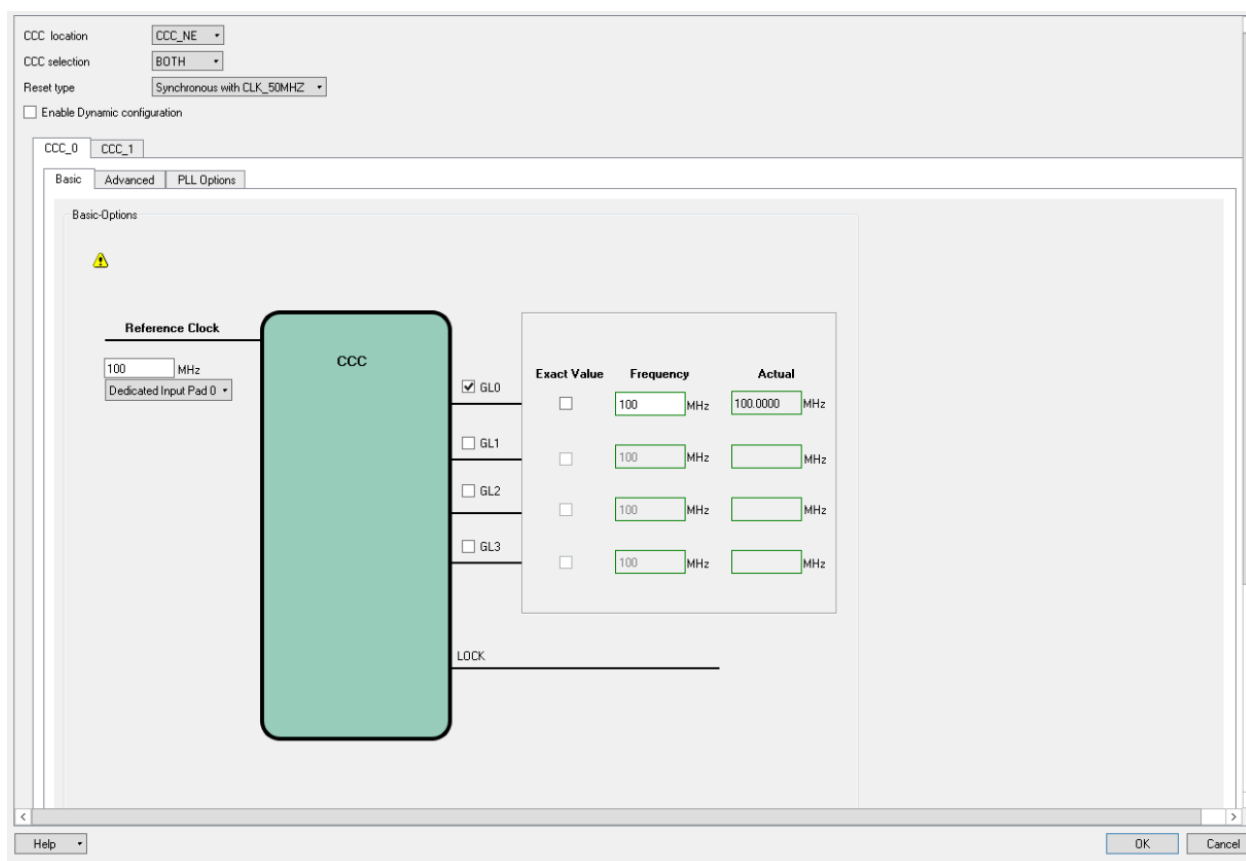 CCC location CCC_NE
CCC selection BOTH
Reset type Synchronous with CLK_50MHZ
Enable Dynamic configuration
CCC_0 CCC_1
Basic Advanced PLL Options
Basic-Options
Reference Clock
CCC
100 MHz
Dedicated Input Pad 0
Exact Value Frequency Actual
GL0
100 MHz 100.0000 MHz
GL1
100 MHz MHz
GL2
100 MHz MHz
GL3
100 MHz MHz
LOCK
Help OK Cancel